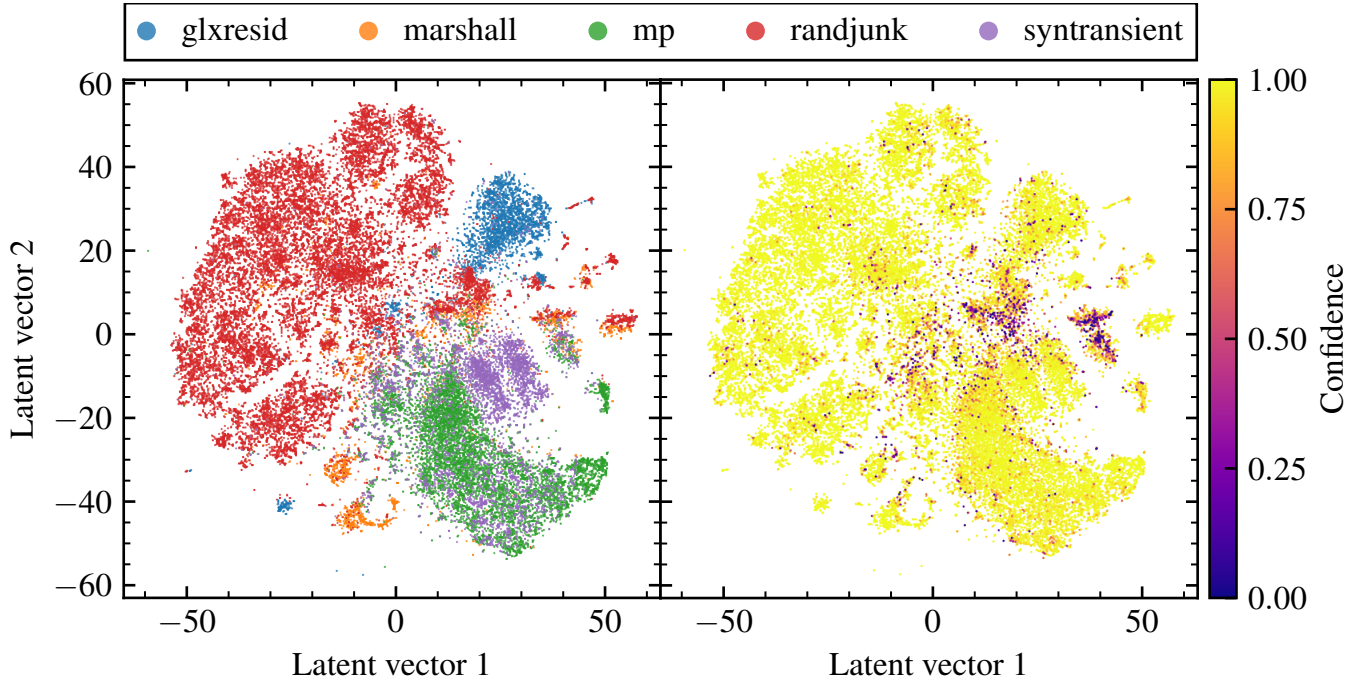 glxresid marshall mp randjunk syntransient
60
40
20
0
−20
−40
−60
Latent vector 2
−50 0 50
Latent vector 1
−50 0 50
Latent vector 1
1.00
0.75
0.50
0.25
0.00
Confidence